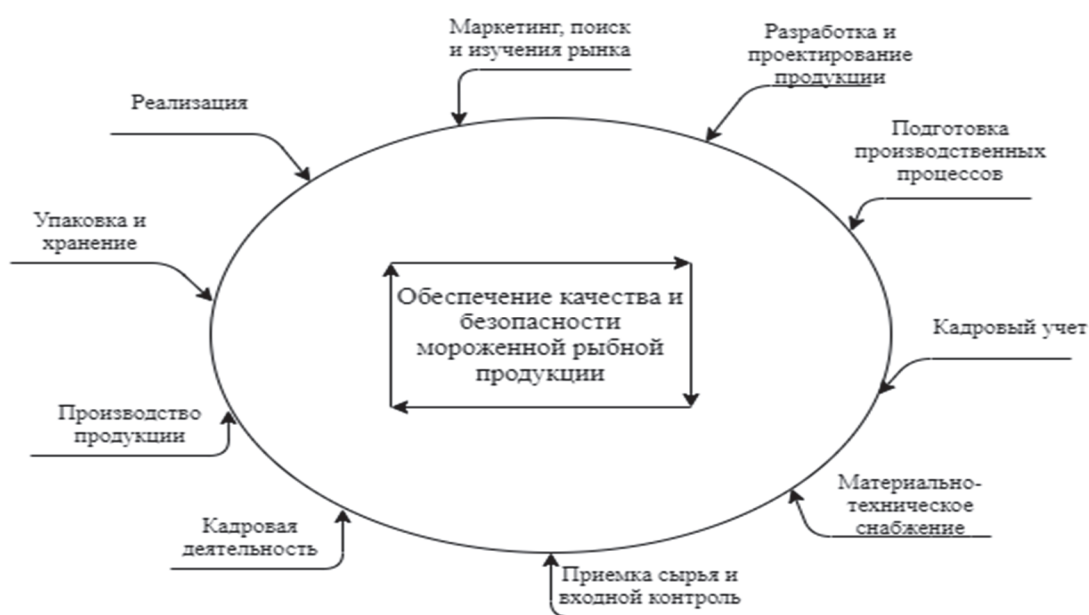 Маркетинг, поиск
и изучения рынка
Разработка и
проектирование
продукции
Реализация
Подготовка
производственных
процессов
Упаковка и
хранение
Обеспечение качества и
безопасности
мороженной рыбной
продукции
Кадровый учет
Производство
продукции
Материально-
техническое
снабжение
Кадровая
деятельность
Приемка сырья и
входной контроль